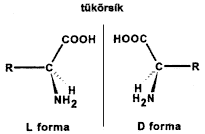 tükörsík
COOH HOOC
R C C R
H H
NH₂ H₂N
L forma D forma